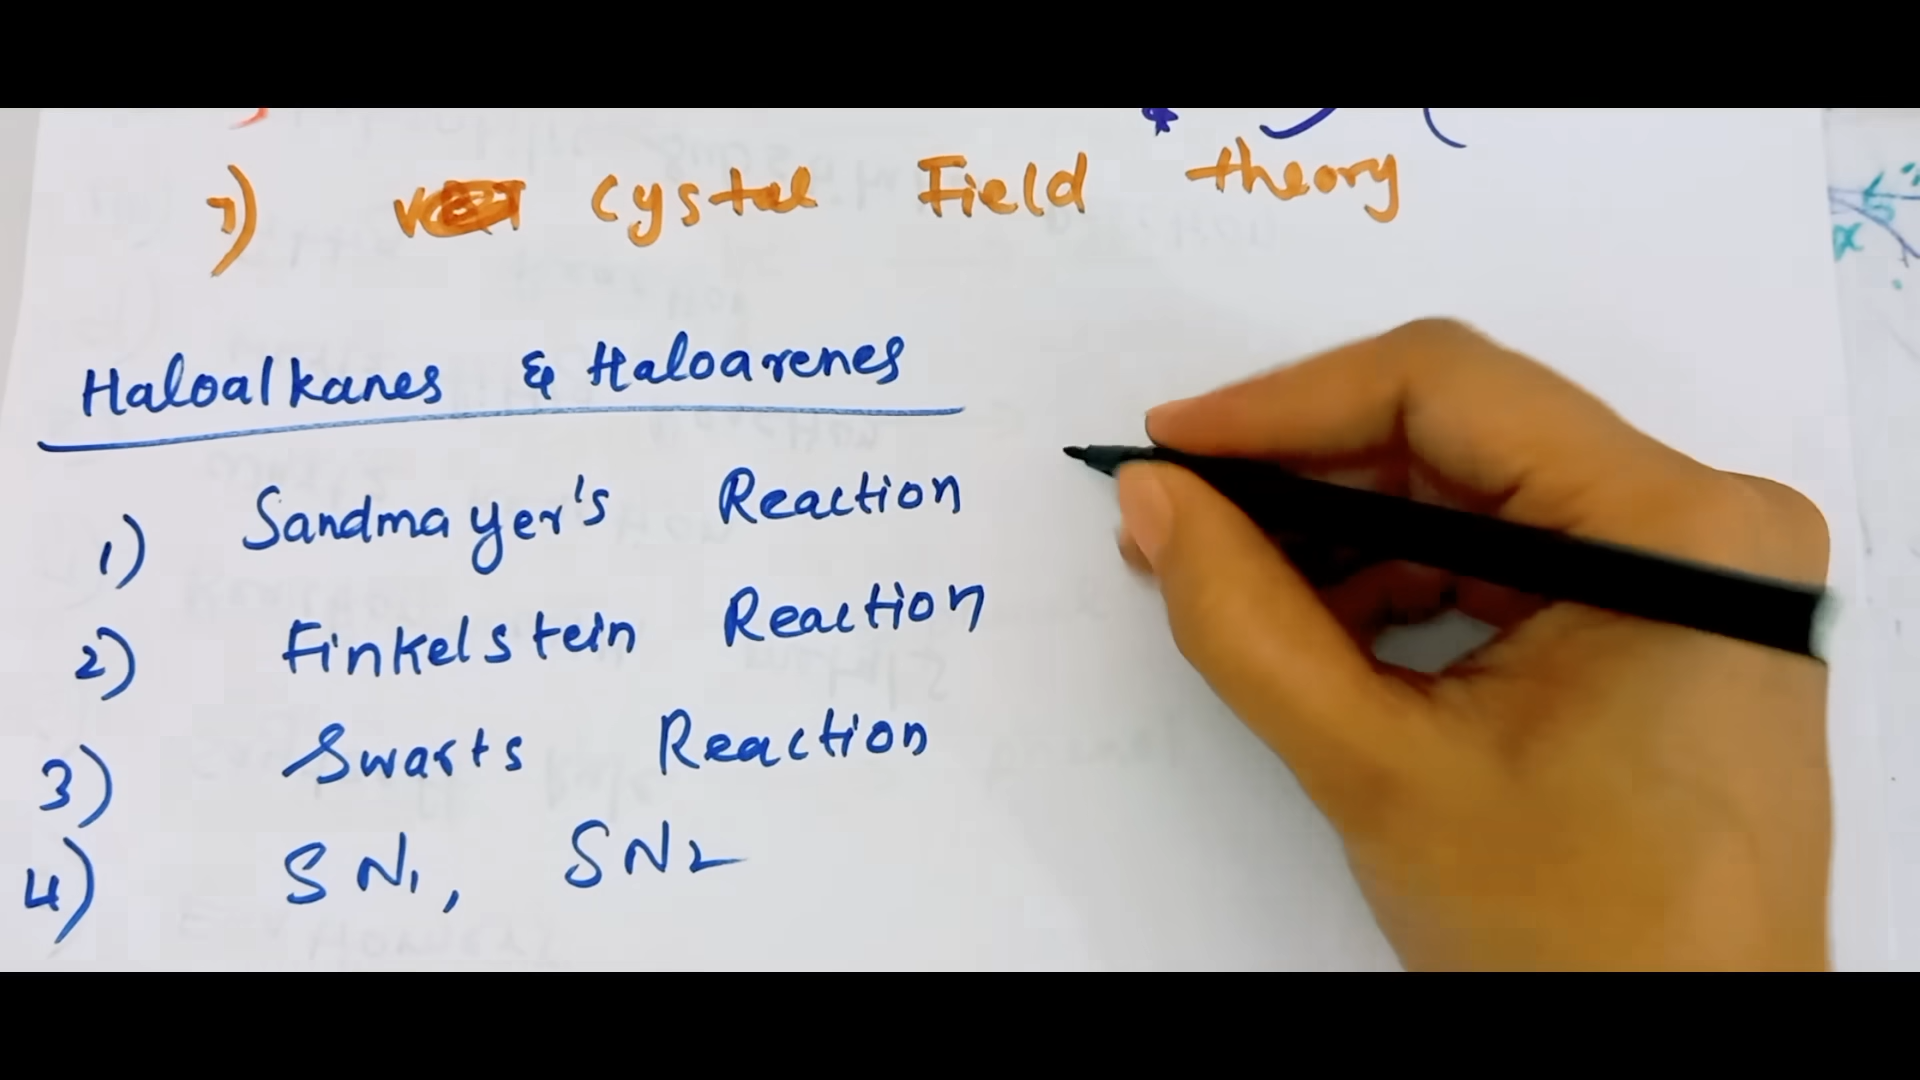 7) Cystal Field theory
Haloalkanes & Haloarenes
1) Sandmayer's Reaction
2) Finkelstein Reaction
3) Swarts Reaction
4) SN1, SN2